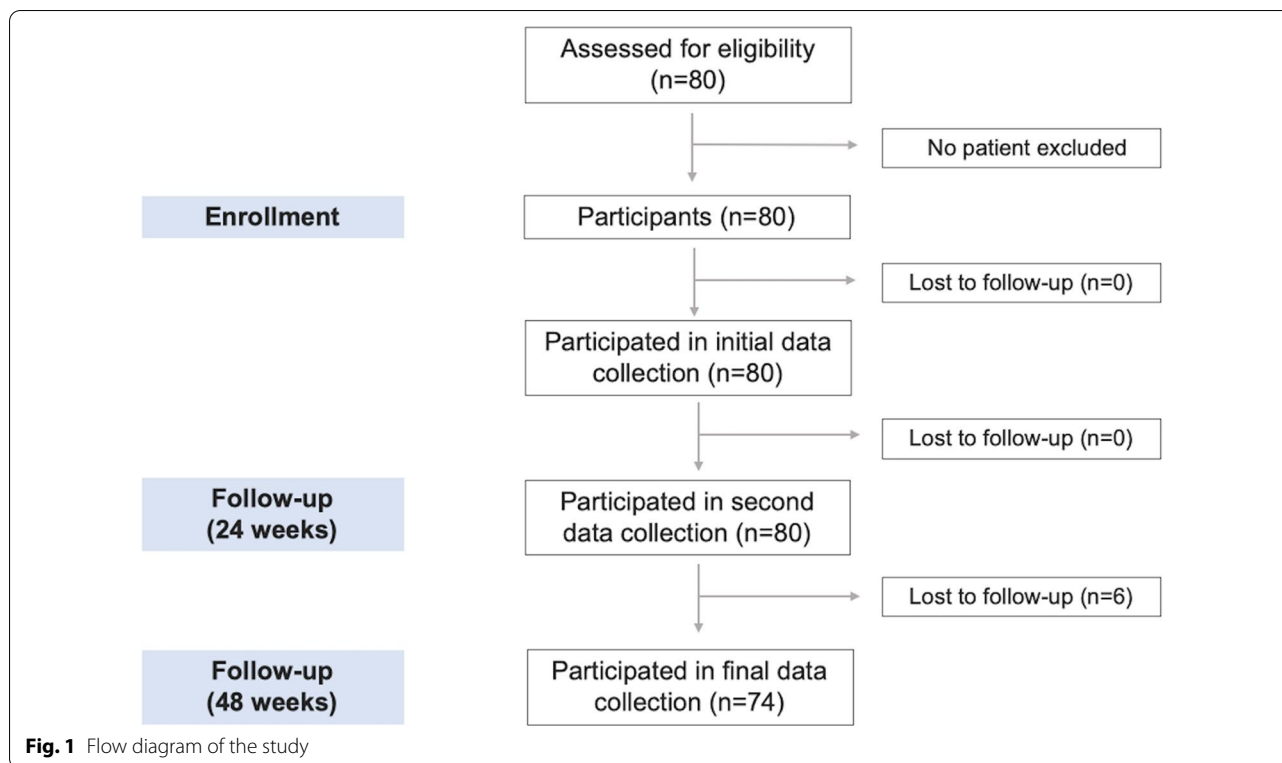 Assessed for eligibility
(n=80)
No patient excluded
Enrollment
Participants (n=80)
Lost to follow-up (n=0)
Participated in initial data
collection (n=80)
Lost to follow-up (n=0)
Follow-up
(24 weeks)
Participated in second
data collection (n=80)
Lost to follow-up (n=6)
Follow-up
(48 weeks)
Participated in final data
collection (n=74)
Fig. 1 Flow diagram of the study